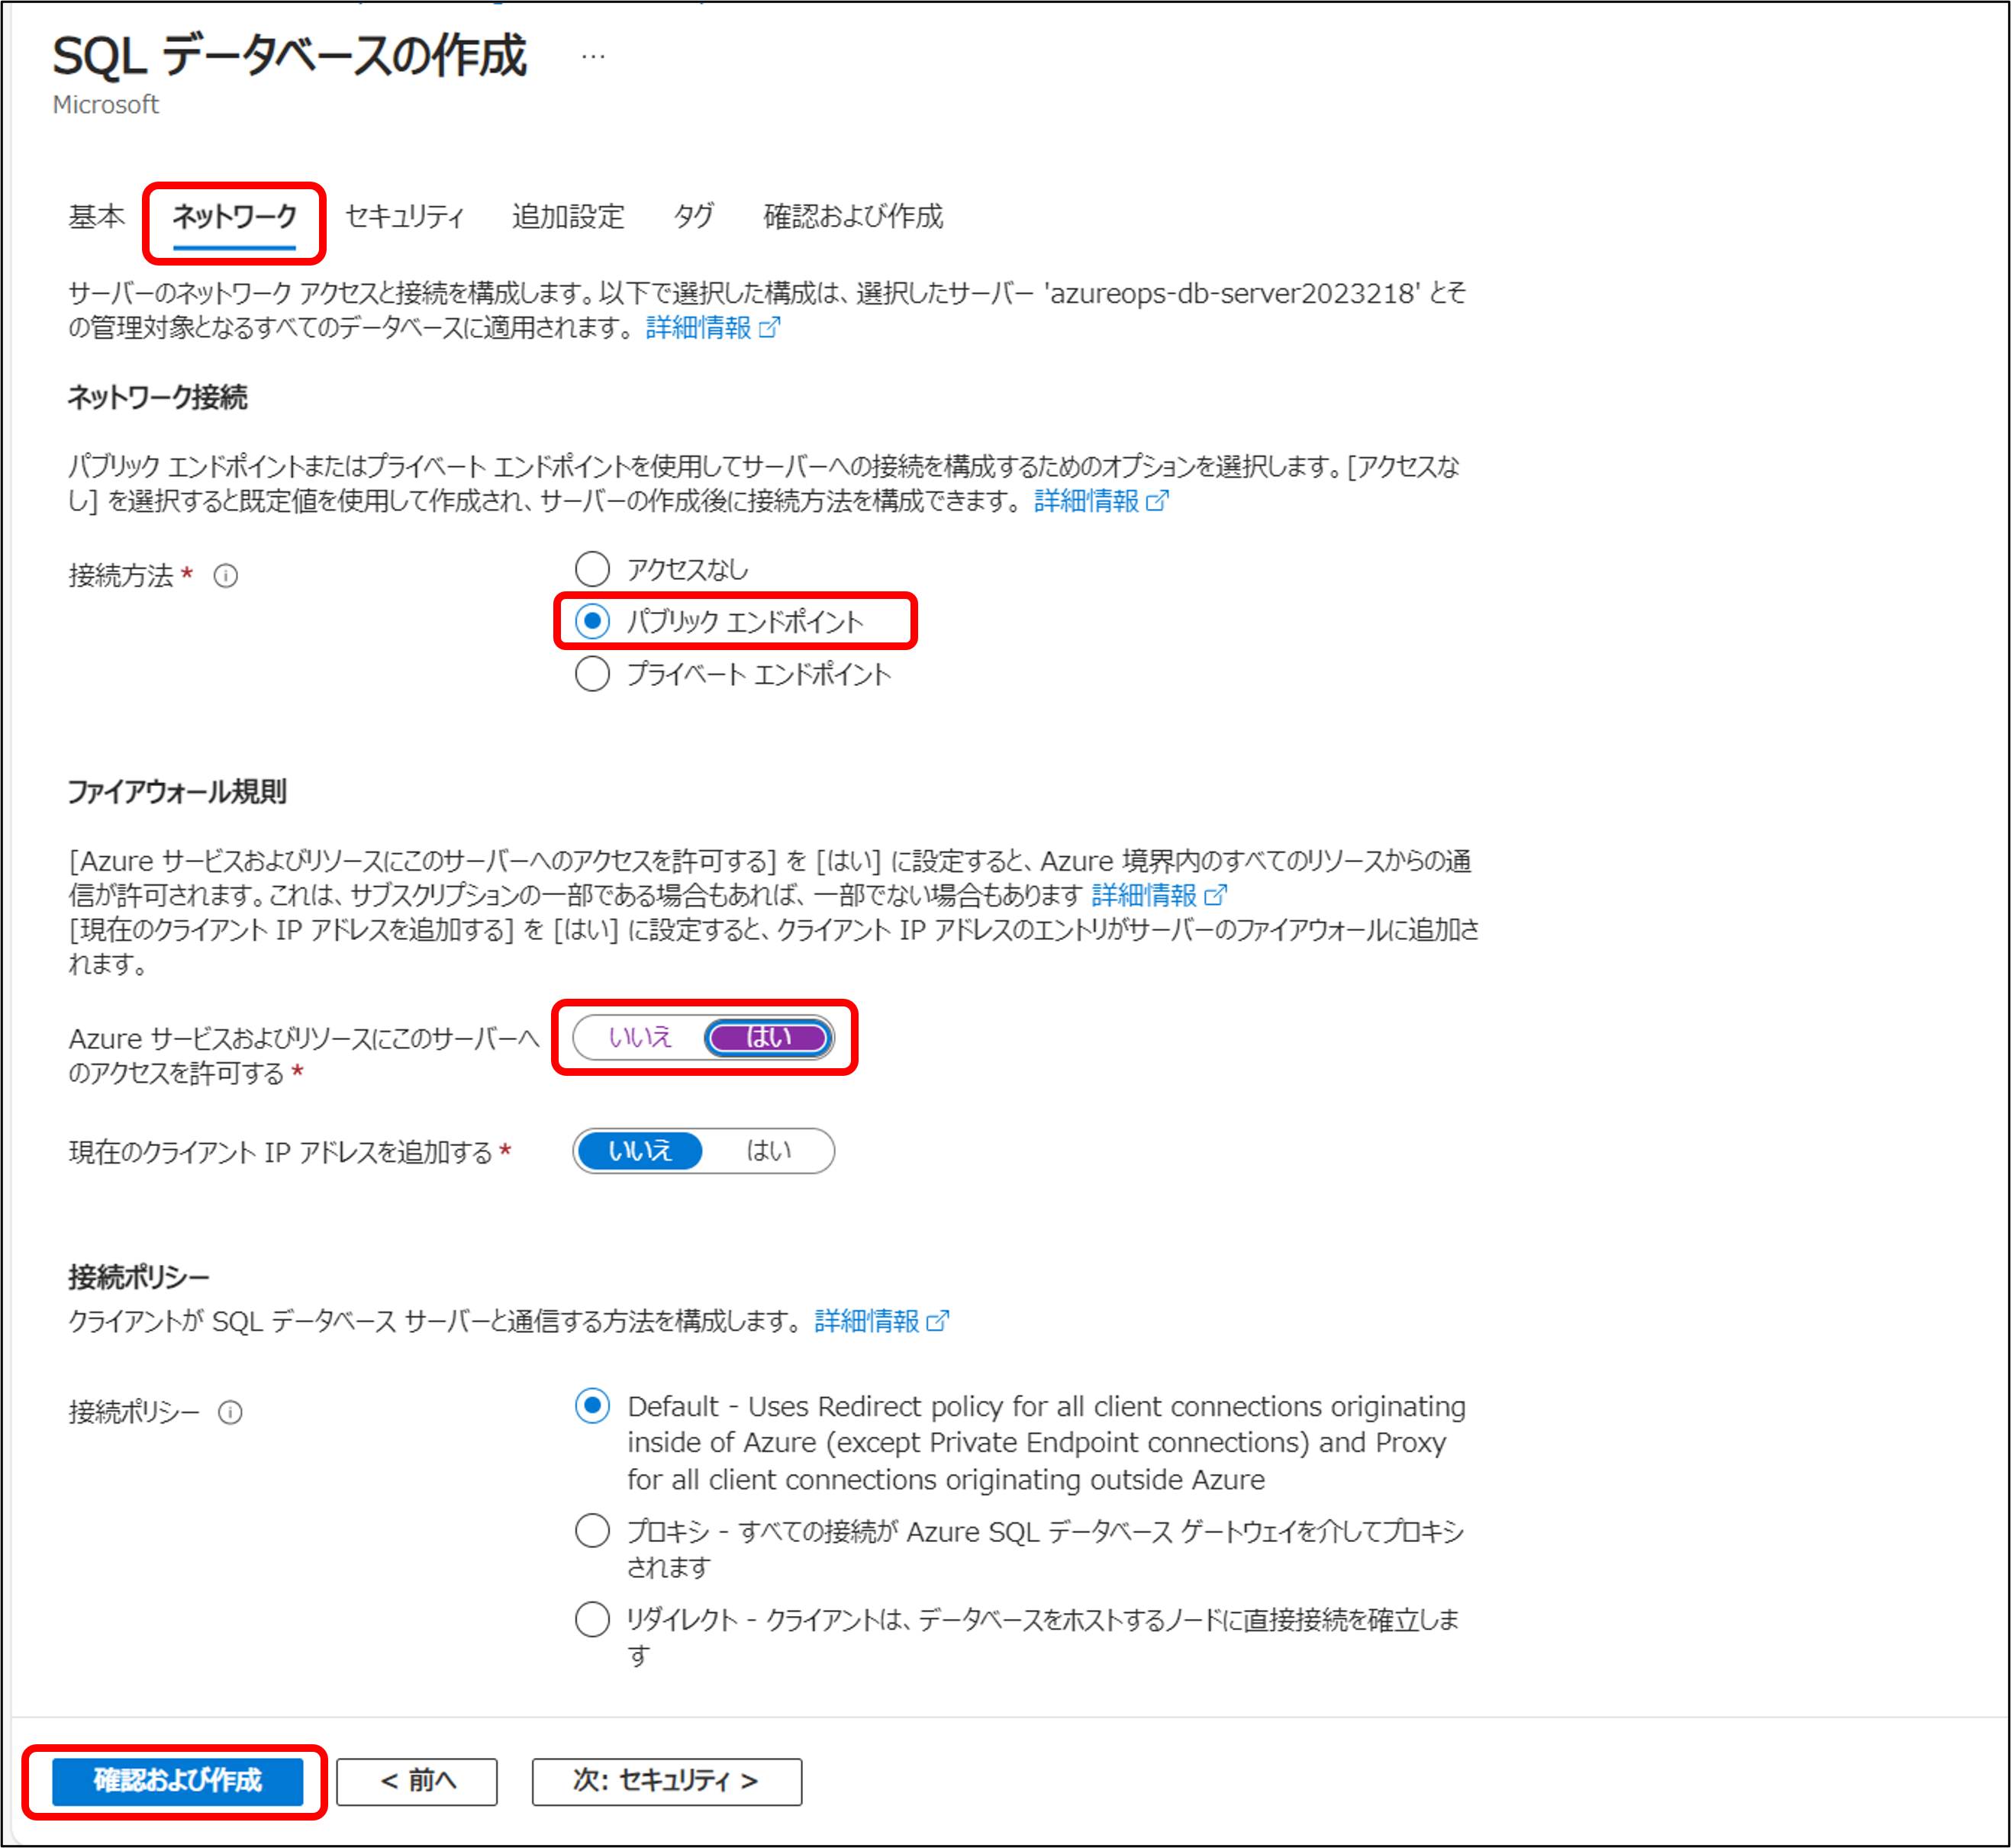 SQL データベースの作成 …
Microsoft
基本 ネットワーク セキュリティ 追加設定 タグ 確認および作成
サーバーのネットワーク アクセスと接続を構成します。以下で選択した構成は、選択したサーバー 'azureops-db-server2023218' とそ
の管理対象となるすべてのデータベースに適用されます。 詳細情報
ネットワーク接続
パブリック エンドポイントまたはプライベート エンドポイントを使用してサーバーへの接続を構成するためのオプションを選択します。[アクセスな
し] を選択すると既定値を使用して作成され、サーバーの作成後に接続方法を構成できます。 詳細情報
接続方法 *
アクセスなし
パブリック エンドポイント
プライベート エンドポイント
ファイアウォール規則
[Azure サービスおよびリソースにこのサーバーへのアクセスを許可する] を [はい] に設定すると、Azure 境界内のすべてのリソースからの通
信が許可されます。これは、サブスクリプションの一部である場合もあれば、一部でない場合もあります 詳細情報
[現在のクライアント IP アドレスを追加する] を [はい] に設定すると、クライアント IP アドレスのエントリがサーバーのファイアウォールに追加さ
れます。
Azure サービスおよびリソースにこのサーバーへ
のアクセスを許可する *
いいえ はい
現在のクライアント IP アドレスを追加する *
いいえ はい
接続ポリシー
クライアントが SQL データベース サーバーと通信する方法を構成します。 詳細情報
接続ポリシー
Default - Uses Redirect policy for all client connections originating
inside of Azure (except Private Endpoint connections) and Proxy
for all client connections originating outside Azure
プロキシ - すべての接続が Azure SQL データベース ゲートウェイを介してプロキシ
されます
リダイレクト - クライアントは、データベースをホストするノードに直接接続を確立しま
す
確認および作成 < 前へ 次: セキュリティ >